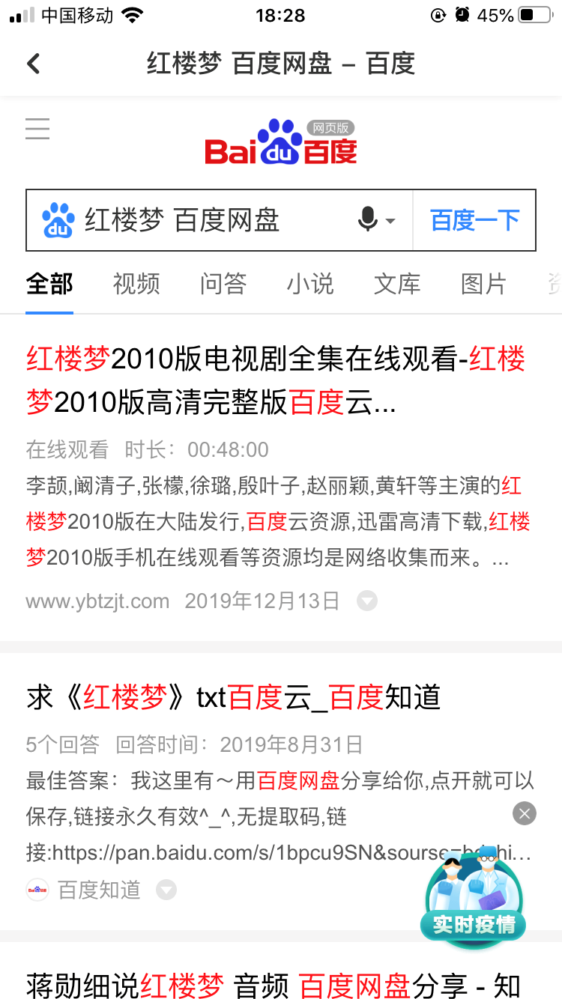 中国移动
18:28
45%
红楼梦 百度网盘 – 百度
Bai du 百度 网页版
du 红楼梦 百度网盘 百度一下
全部 视频 问答 小说 文库 图片
红楼梦2010版电视剧全集在线观看-红楼
梦2010版高清完整版百度云...
在线观看 时长：00:48:00
李颉,阚清子,张檬,徐璐,殷叶子,赵丽颖,黄轩等主演的红
楼梦2010版在大陆发行,百度云资源,迅雷高清下载,红楼
梦2010版手机在线观看等资源均是网络收集而来。...
www.ybtzjt.com 2019年12月13日
求《红楼梦》txt百度云_百度知道
5个回答 回答时间：2019年8月31日
最佳答案：我这里有～用百度网盘分享给你,点开就可以
保存,链接永久有效^_^,无提取码,链
接:https://pan.baidu.com/s/1bpcu9SN&sourse=
百度知道
实时疫情
蒋勋细说红楼梦 音频 百度网盘分享 - 知